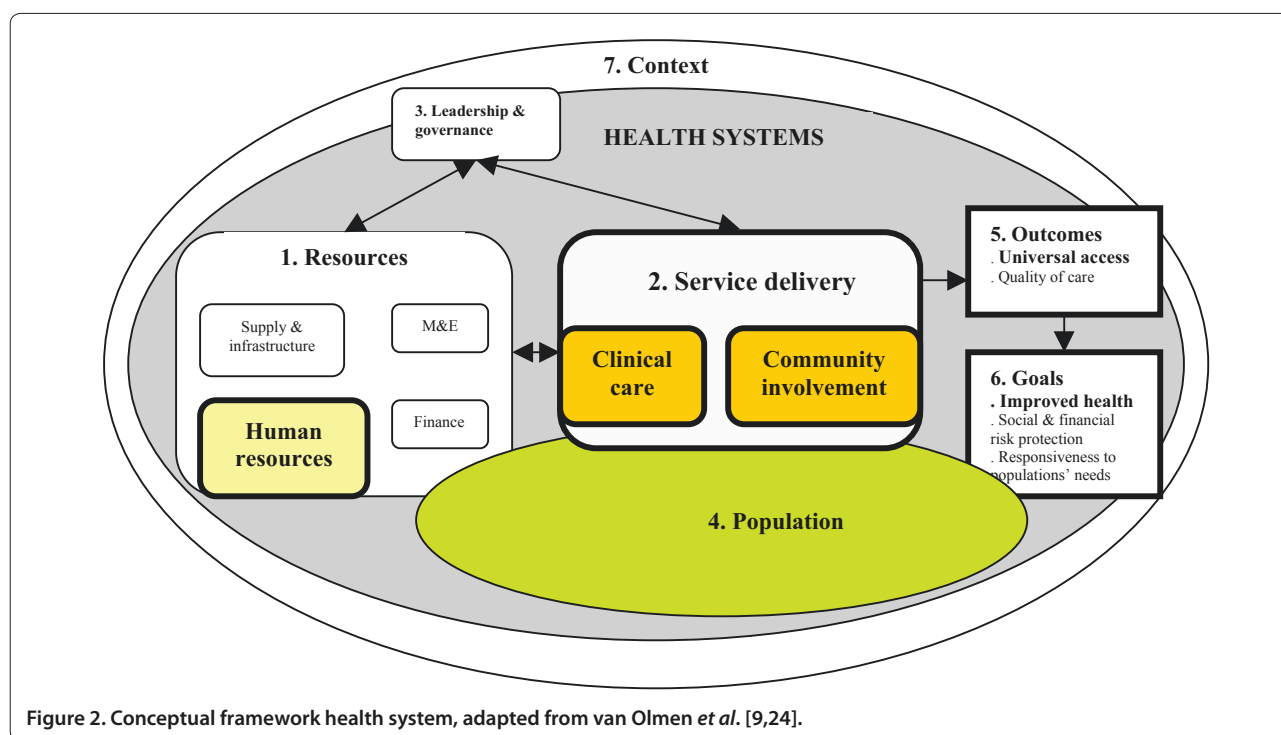 7. Context
3. Leadership &
governance
HEALTH SYSTEMS
1. Resources
Supply &
infrastructure
M&E
Human
resources
Finance
2. Service delivery
Clinical
care
Community
involvement
5. Outcomes
. Universal access
. Quality of care
6. Goals
. Improved health
. Social & financial
risk protection
. Responsiveness to
populations' needs
4. Population
Figure 2. Conceptual framework health system, adapted from van Olmen et al. [9,24].